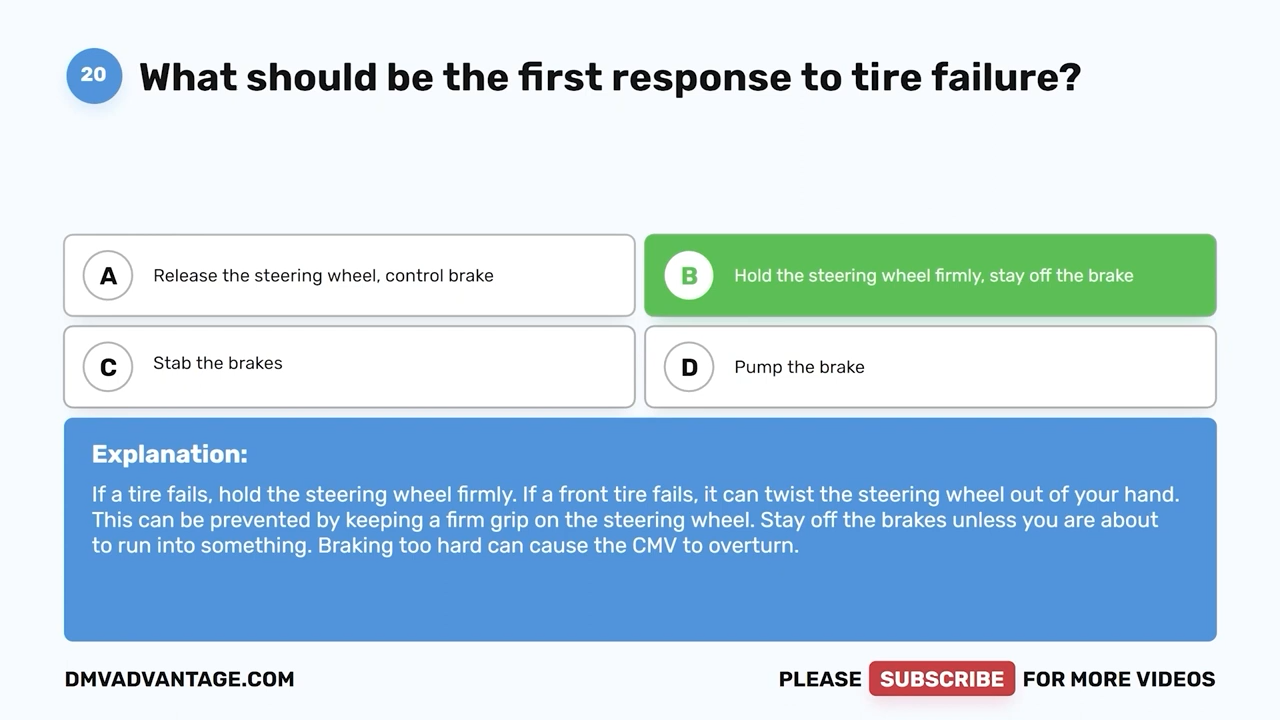 20
What should be the first response to tire failure?
A
Release the steering wheel, control brake
B
Hold the steering wheel firmly, stay off the brake
C
Stab the brakes
D
Pump the brake
Explanation:
If a tire fails, hold the steering wheel firmly. If a front tire fails, it can twist the steering wheel out of your hand.
This can be prevented by keeping a firm grip on the steering wheel. Stay off the brakes unless you are about
to run into something. Braking too hard can cause the CMV to overturn.
DMVADVANTAGE.COM
PLEASE SUBSCRIBE FOR MORE VIDEOS